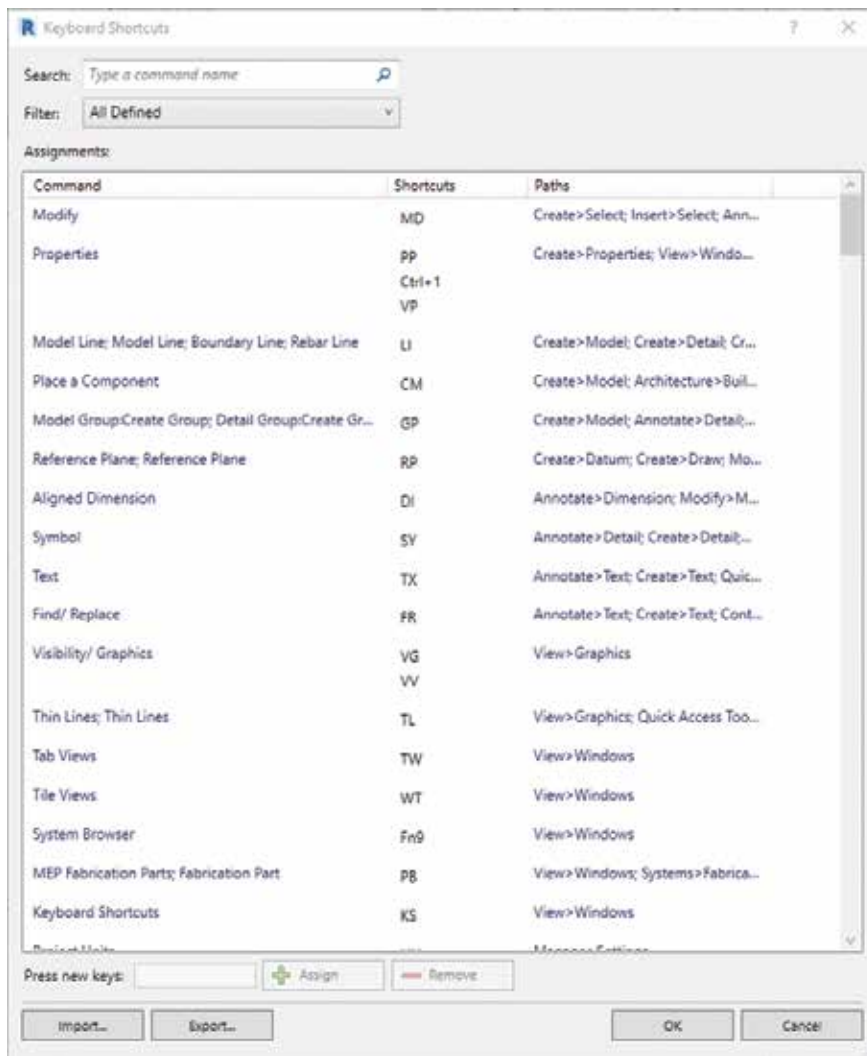 Keyboard Shortcuts ? ×
Search: Type a command name
Filter: All Defined
Assignments:
Command Shortcuts Paths
Modify MD Create>Select; Insert>Select; Ann...
Properties PP Create>Properties; View>Windo...
Ctrl+1
VP
Model Line; Model Line; Boundary Line; Rebar Line LI Create>Model; Create>Detail; Cr...
Place a Component CM Create>Model; Architecture>Buil...
Model Group:Create Group; Detail Group:Create Gr... GP Create>Model; Annotate>Detail;...
Reference Plane; Reference Plane RP Create>Datum; Create>Draw; Mo...
Aligned Dimension DI Annotate>Dimension; Modify>M...
Symbol SY Annotate>Detail; Create>Detail;...
Text TX Annotate>Text; Create>Text; Quic...
Find/ Replace FR Annotate>Text; Create>Text; Cont...
Visibility/ Graphics VG View>Graphics
VV
Thin Lines; Thin Lines TL View>Graphics; Quick Access Too...
Tab Views TW View>Windows
Tile Views WT View>Windows
System Browser Fn9 View>Windows
MEP Fabrication Parts; Fabrication Part PB View>Windows; Systems>Fabrica...
Keyboard Shortcuts KS View>Windows
Project Units
Press new keys: Assign Remove
Import... Export... OK Cancel